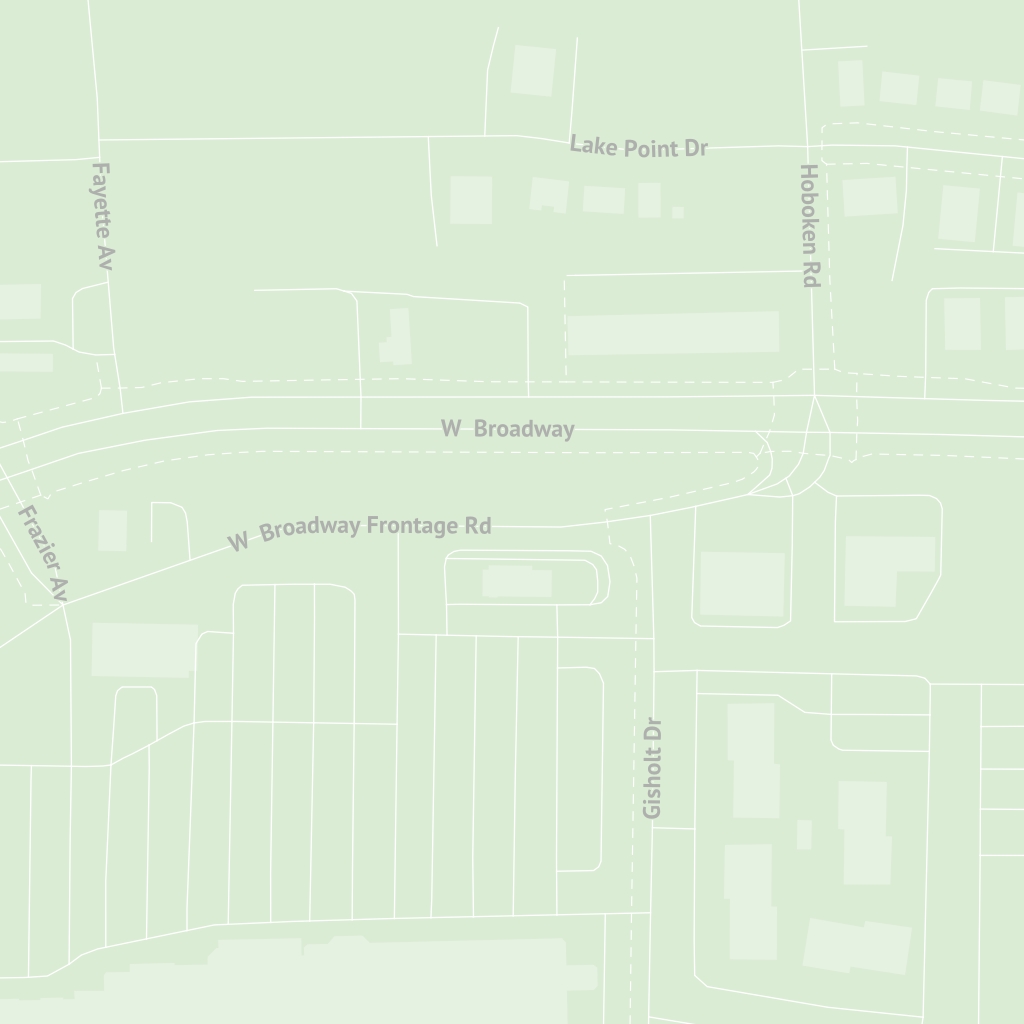 Lake Point Dr
Fayette Av
Hoboken Rd
W Broadway
W Broadway Frontage Rd
Frazier Av
Gisholt Dr